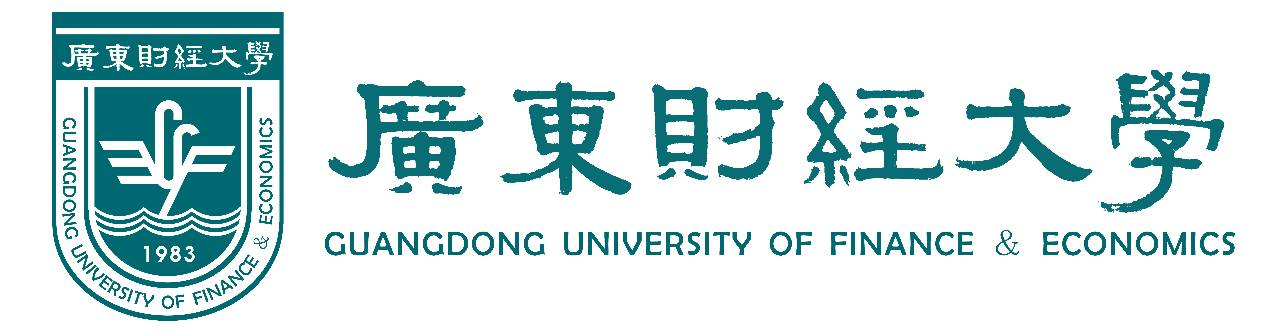 廣東財經大學
GUANGDONG UNIVERSITY OF FINANCE & ECONOMICS
1983
廣東財經大學
GUANGDONG UNIVERSITY OF FINANCE & ECONOMICS